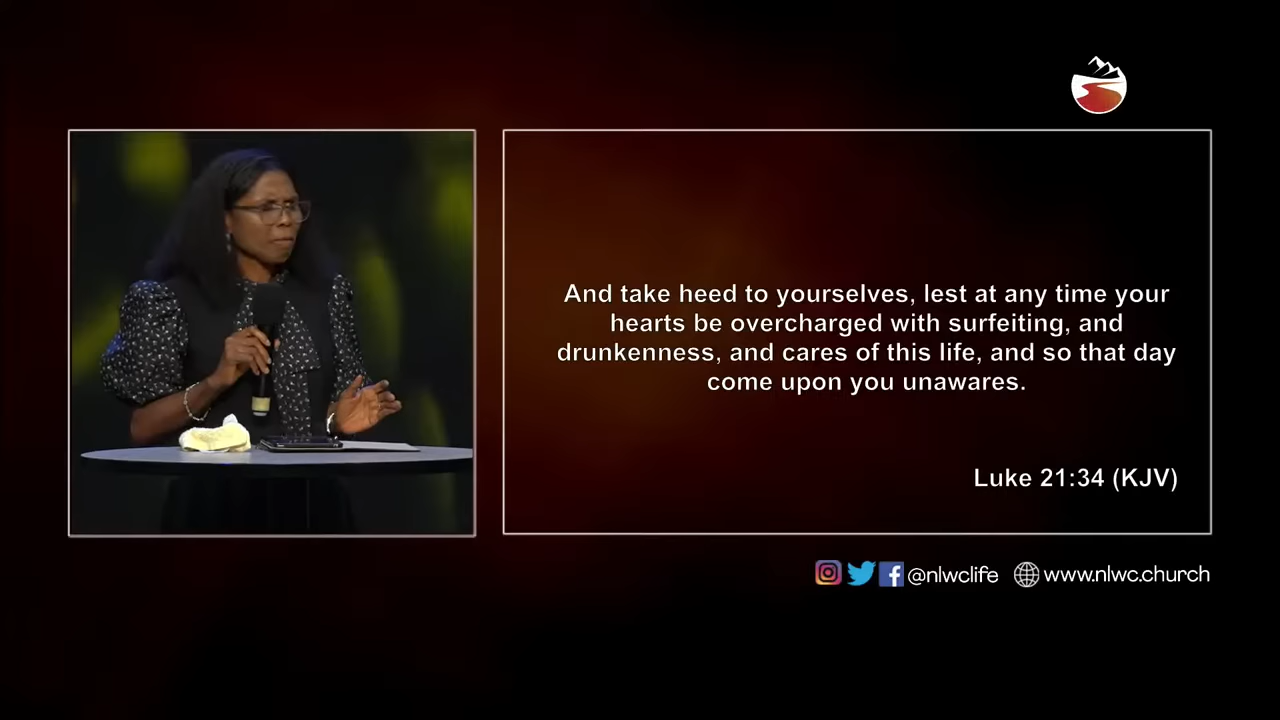 And take heed to yourselves, lest at any time your
hearts be overcharged with surfeiting, and
drunkenness, and cares of this life, and so that day
come upon you unawares.
Luke 21:34 (KJV)
@nlwclife www.nlwc.church